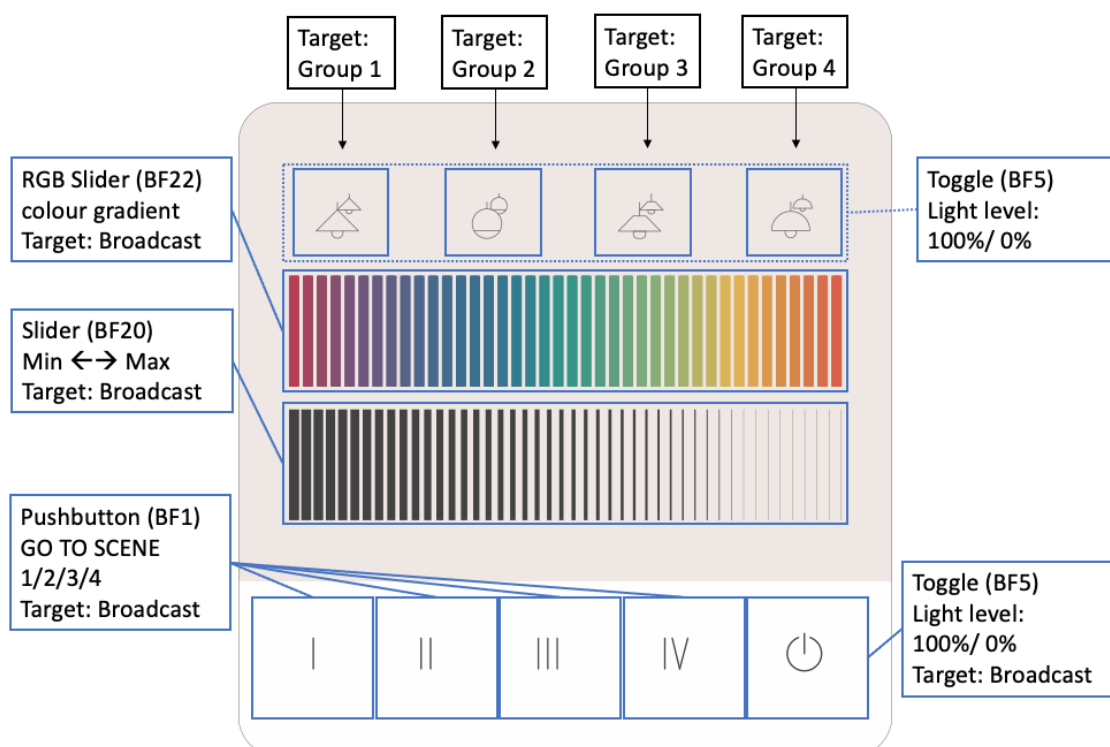 Target:
Group 1
Target:
Group 2
Target:
Group 3
Target:
Group 4
RGB Slider (BF22)
colour gradient
Target: Broadcast
Toggle (BF5)
Light level:
100%/ 0%
Slider (BF20)
Min ←→ Max
Target: Broadcast
Pushbutton (BF1)
GO TO SCENE
1/2/3/4
Target: Broadcast
Toggle (BF5)
Light level:
100%/ 0%
Target: Broadcast
I II III IV